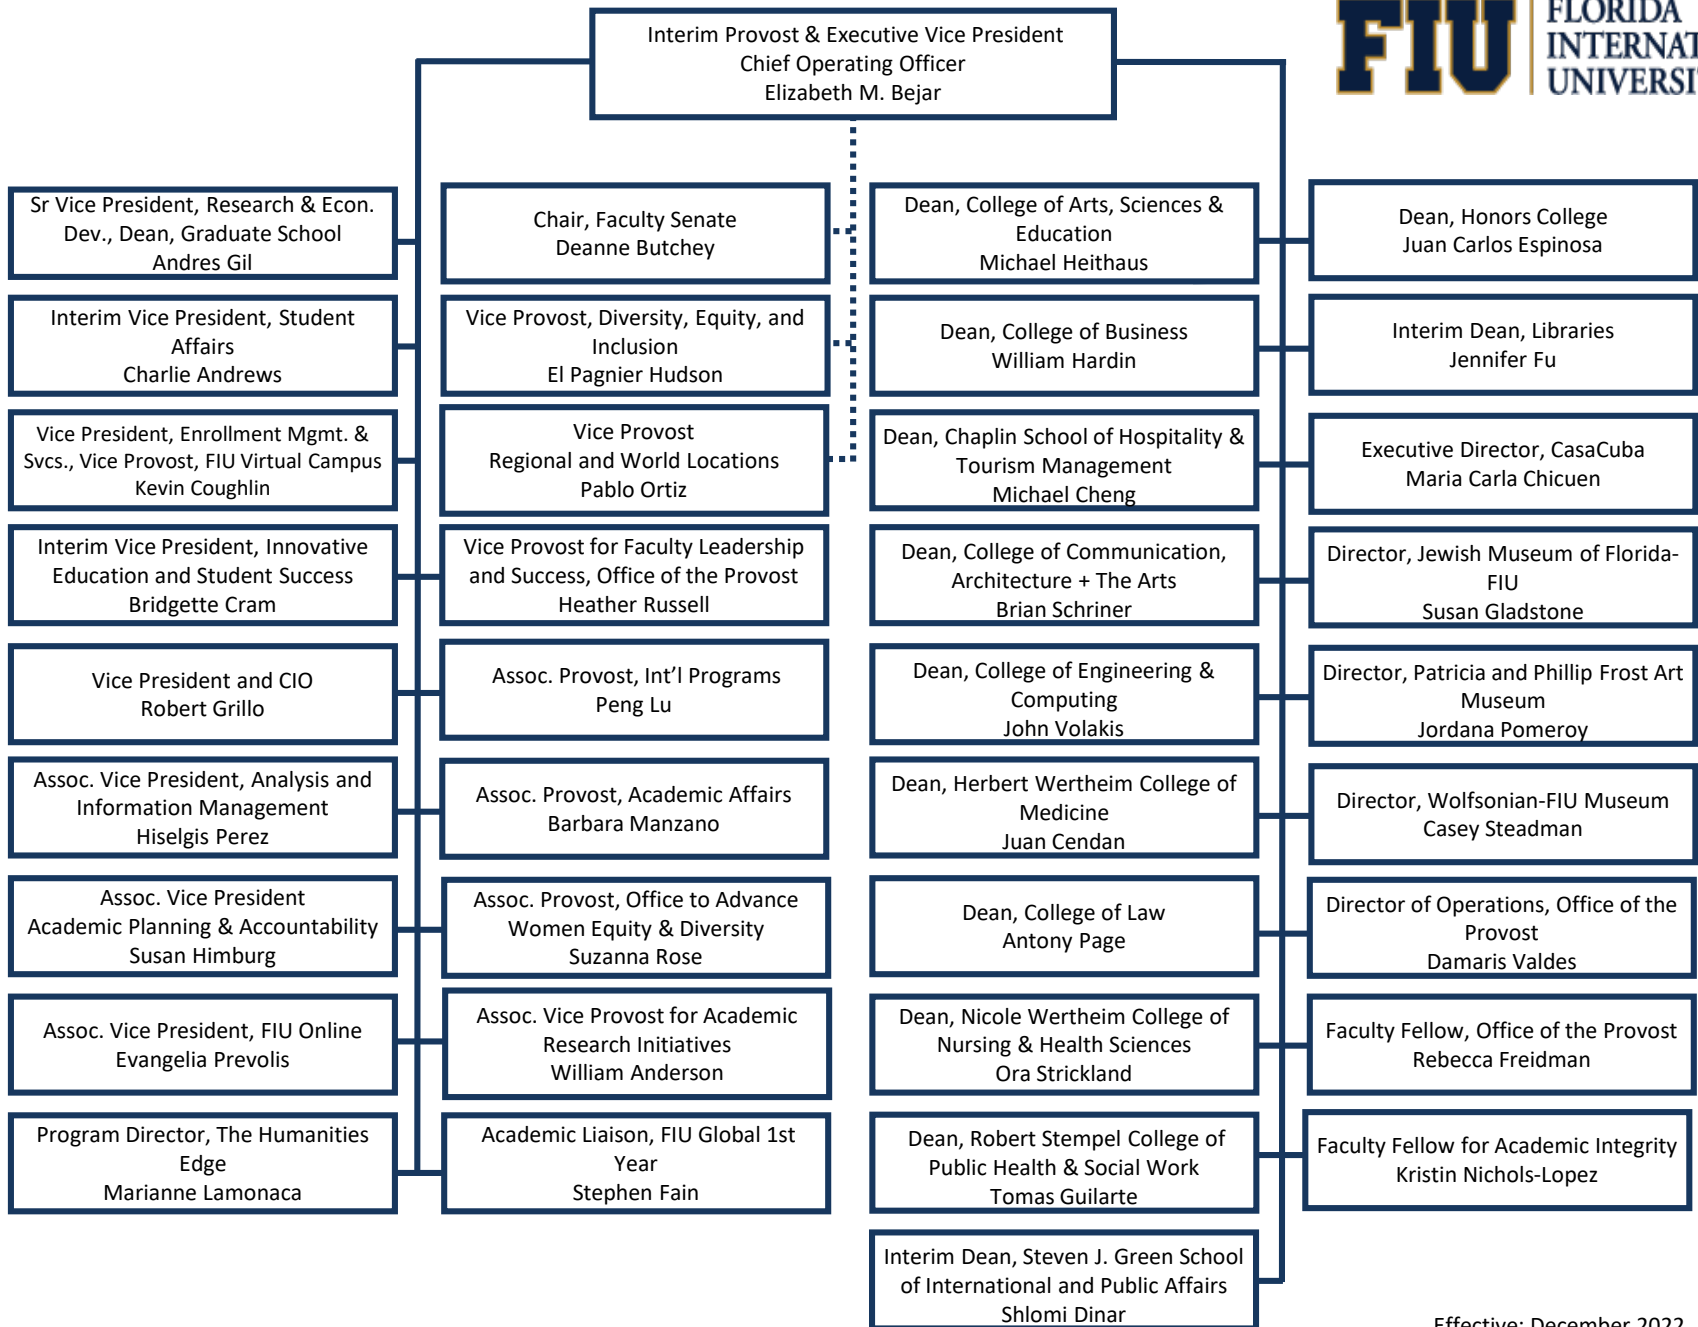 Interim Provost & Executive Vice President
Chief Operating Officer
Elizabeth M. Bejar
FIU
FLORIDA
INTERNAT
UNIVERSI
Sr Vice President, Research & Econ.
Dev., Dean, Graduate School
Andres Gil
Interim Vice President, Student
Affairs
Charlie Andrews
Vice President, Enrollment Mgmt. &
Svcs., Vice Provost, FIU Virtual Campus
Kevin Coughlin
Interim Vice President, Innovative
Education and Student Success
Bridgette Cram
Vice President and CIO
Robert Grillo
Assoc. Vice President, Analysis and
Information Management
Hiselgis Perez
Assoc. Vice President
Academic Planning & Accountability
Susan Himburg
Assoc. Vice President, FIU Online
Evangelia Prevolis
Program Director, The Humanities
Edge
Marianne Lamonaca
Chair, Faculty Senate
Deanne Butchey
Vice Provost, Diversity, Equity, and
Inclusion
El Pagnier Hudson
Vice Provost
Regional and World Locations
Pablo Ortiz
Vice Provost for Faculty Leadership
and Success, Office of the Provost
Heather Russell
Assoc. Provost, Int’l Programs
Peng Lu
Assoc. Provost, Academic Affairs
Barbara Manzano
Assoc. Provost, Office to Advance
Women Equity & Diversity
Suzanna Rose
Assoc. Vice Provost for Academic
Research Initiatives
William Anderson
Academic Liaison, FIU Global 1st
Year
Stephen Fain
Dean, College of Arts, Sciences &
Education
Michael Heithaus
Dean, College of Business
William Hardin
Dean, Chaplin School of Hospitality &
Tourism Management
Michael Cheng
Dean, College of Communication,
Architecture + The Arts
Brian Schriner
Dean, College of Engineering &
Computing
John Volakis
Dean, Herbert Wertheim College of
Medicine
Juan Cendan
Dean, College of Law
Antony Page
Dean, Nicole Wertheim College of
Nursing & Health Sciences
Ora Strickland
Dean, Robert Stempel College of
Public Health & Social Work
Tomas Guilarte
Interim Dean, Steven J. Green School
of International and Public Affairs
Shlomi Dinar
Dean, Honors College
Juan Carlos Espinosa
Interim Dean, Libraries
Jennifer Fu
Executive Director, CasaCuba
Maria Carla Chicuen
Director, Jewish Museum of Florida-
FIU
Susan Gladstone
Director, Patricia and Phillip Frost Art
Museum
Jordana Pomeroy
Director, Wolfsonian-FIU Museum
Casey Steadman
Director of Operations, Office of the
Provost
Damaris Valdes
Faculty Fellow, Office of the Provost
Rebecca Freidman
Faculty Fellow for Academic Integrity
Kristin Nichols-Lopez
Effective: December 2022